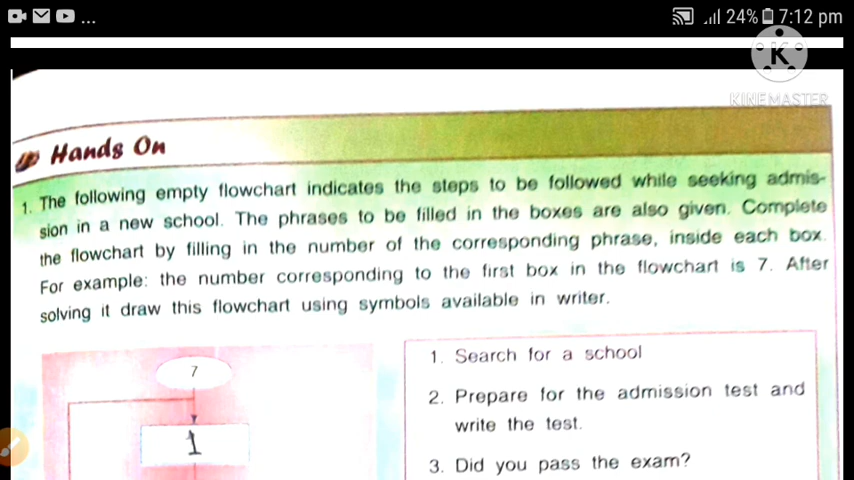 ... 24% 7:12 pm
K
KINEMASTER
Hands On
1. The following empty flowchart indicates the steps to be followed while seeking admis-
sion in a new school. The phrases to be filled in the boxes are also given. Complete
the flowchart by filling in the number of the corresponding phrase, inside each box.
For example: the number corresponding to the first box in the flowchart is 7. After
solving it draw this flowchart using symbols available in writer.
7
1
1. Search for a school
2. Prepare for the admission test and
write the test.
3. Did you pass the exam?